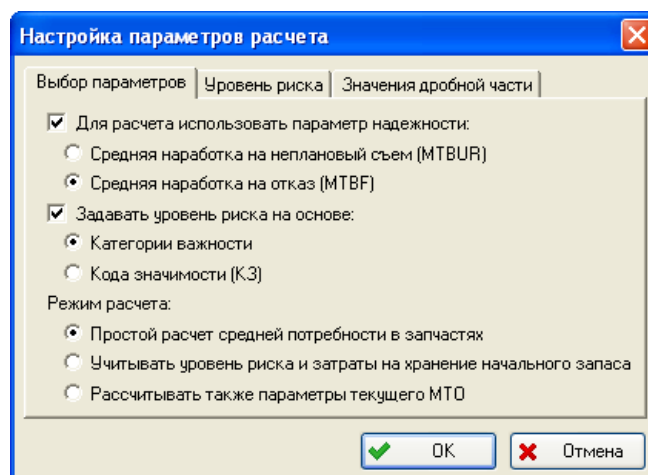 Настройка параметров расчета
Выбор параметров Уровень риска Значения дробной части
Для расчета использовать параметр надежности:
Средняя наработка на неплановый съем (MTBUR)
Средняя наработка на отказ (MTBF)
Задавать уровень риска на основе:
Категории важности
Кода значимости (КЗ)
Режим расчета:
Простой расчет средней потребности в запчастях
Учитывать уровень риска и затраты на хранение начального запаса
Рассчитывать также параметры текущего МТО
OK Отмена